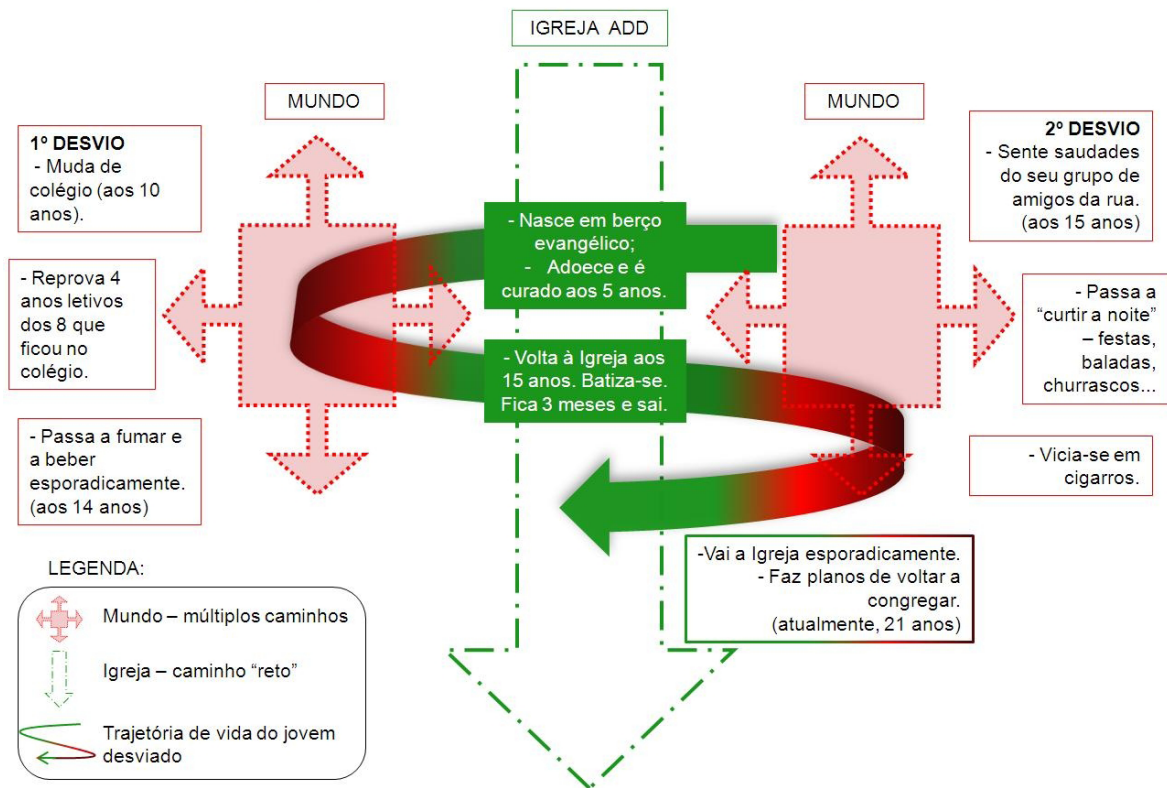 IGREJA ADD
MUNDO
1º DESVIO
- Muda de
colégio (aos 10
anos).
- Reprova 4
anos letivos
dos 8 que
ficou no
colégio.
- Passa a fumar e
a beber
esporadicamente.
(aos 14 anos)
- Nasce em berço
evangélico;
- Adoece e é
curado aos 5 anos.
- Volta à Igreja aos
15 anos. Batiza-se.
Fica 3 meses e sai.
MUNDO
2º DESVIO
- Sente saudades
do seu grupo de
amigos da rua.
(aos 15 anos)
- Passa a
“curtir a noite”
– festas,
baladas,
churrascos...
- Vicia-se em
cigarros.
-Vai a Igreja esporadicamente.
- Faz planos de voltar a
congregar.
(atualmente, 21 anos)
LEGENDA:
Mundo – múltiplos caminhos
Igreja – caminho “reto”
Trajetória de vida do jovem
desviado